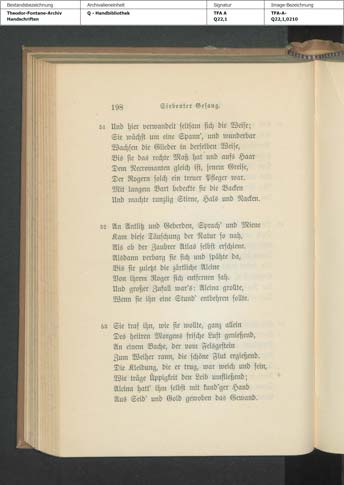 Bestandsbezeichnung
Archivalieneinheit
Signatur
Image-Bezeichnung
Theodor-Fontane-Archiv
Handschriften
Q - Handbibliothek
TFA A
Q22,1
TFA-A-
Q22,1,0210
198 Siebenter Gesang.
51 Und hier verwandelt seltsam sich die Weise;
Sie wächst um eine Spann', und wunderbar
Wachsen die Glieder in derselben Weise,
Bis sie das rechte Maß hat und aufs Haar
Dem Necromanten gleich ist, jenem Greise,
Der Rogern solch ein treuer Pfleger war.
Mit langem Bart bedeckte sie die Backen
Und machte runzlig Stirne, Hals und Nacken.
52 An Antlitz und Geberden, Sprach' und Miene
Kam diese Täuschung der Natur so nah,
Als ob der Zaubrer Atlas selbst erschiene.
Alsdann verbarg sie sich und spähte da,
Bis sie zuletzt die zärtliche Alcine
Von ihrem Roger sich entfernen sah.
Und großer Zufall war's: Alcina grollte,
Wenn sie ihn eine Stund' entbehren sollte.
53 Sie traf ihn, wie sie wollte, ganz allein
Des heitren Morgens frische Luft genießend,
An einem Bache, der vom Felsgestein
Zum Weiher rann, die schöne Flut ergießend.
Die Kleidung, die er trug, war weich und fein,
Wie träge Üppigkeit den Leib umfließend;
Alcina hatt' ihm selbst mit kund'ger Hand
Aus Seid' und Gold gewoben das Gewand.